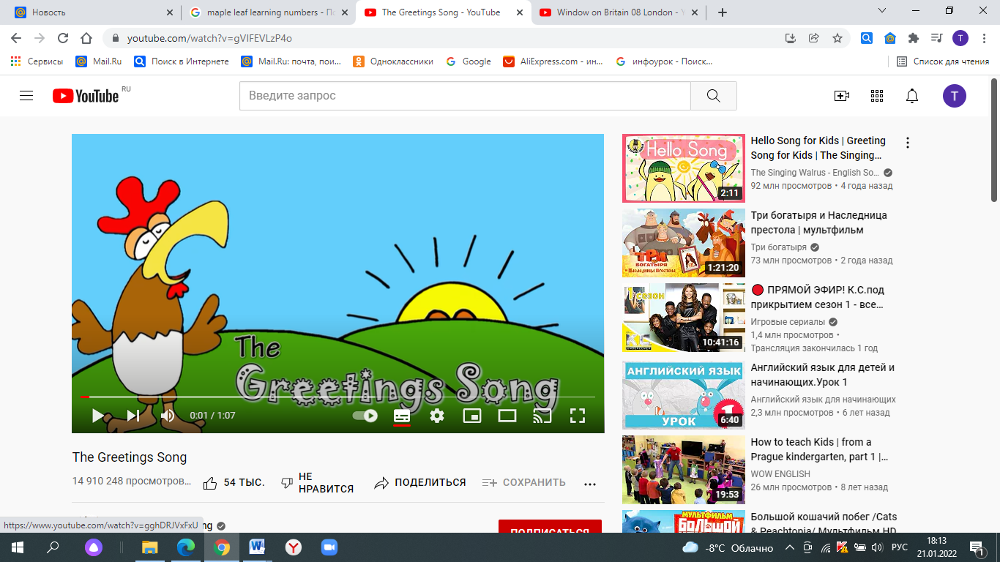 Новость
maple leaf learning numbers - По
The Greetings Song - YouTube
Window on Britain 08 London - Y
youtube.com/watch?v=gVIFEVLzP4o
T
Сервисы
Mail.Ru
Поиск в Интернете
Mail.Ru: почта, пои...
Одноклассники
Google
AliExpress.com - ин...
инфоурок - Поиск...
Список для чтения
YouTube RU
Введите запрос
T
The
Greetings Song
0:01 / 1:07
The Greetings Song
14 910 248 просмотров...
54 ТЫС.
НЕ
НРАВИТСЯ
ПОДЕЛИТЬСЯ
СОХРАНИТЬ
ПОДПИСАТЬСЯ
Hello Song
2:11
Hello Song for Kids | Greeting
Song for Kids | The Singing...
The Singing Walrus - English So...
92 млн просмотров • 4 года назад
ТРИ
БОГАТЫРЯ
и Наследница Престола
1:21:20
Три богатыря и Наследница
престола | мультфильм
Три богатыря
73 млн просмотров • 2 года назад
1 сезон
UNDERCOVER
10:41:16
ПРЯМОЙ ЭФИР! К.С.под
прикрытием сезон 1 - все...
Игровые сериалы
1,4 млн просмотров •
Трансляция закончилась 1 год
АНГЛИЙСКИЙ ЯЗЫК
УРОК
1
6:40
Английский язык для детей и
начинающих.Урок 1
Английский язык для начинающих
2,3 млн просмотров • 6 лет назад
19:53
How to teach Kids | from a
Prague kindergarten, part 1 |...
WOW ENGLISH
26 млн просмотров • 8 лет назад
МУЛЬТФИЛЬМ
БОЛЬШОЙ
Большой кошачий побег /Cats
& Peachtopia/ Мультфильм HD
https://www.youtube.com/watch?v=gghDRJVxFxU
-8°C Облачно
РУС
18:13
21.01.2022
1